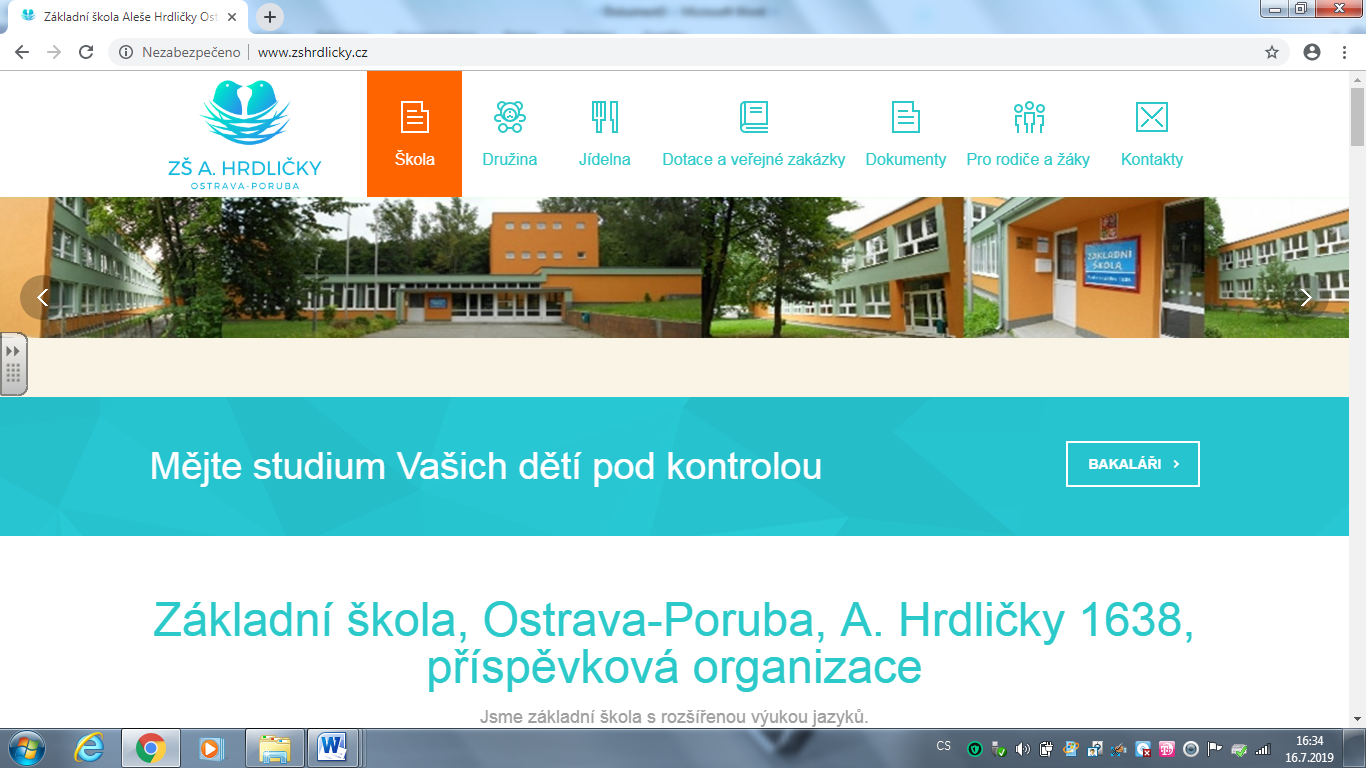 Základní škola Aleše Hrdličky Ost
Nezabezpečeno
www.zshrdlicky.cz
ZŠ A. HRDLIČKY
OSTRAVA-PORUBA
Škola
Družina
Jídelna
Dotace a veřejné zakázky
Dokumenty
Pro rodiče a žáky
Kontakty
ZÁKLADNÍ
ŠKOLA
Mějte studium Vašich dětí pod kontrolou
BAKALÁŘI
Základní škola, Ostrava-Poruba, A. Hrdličky 1638,
příspěvková organizace
Jsme základní škola s rozšířenou výukou jazyků.
CS
16:34
16.7.2019